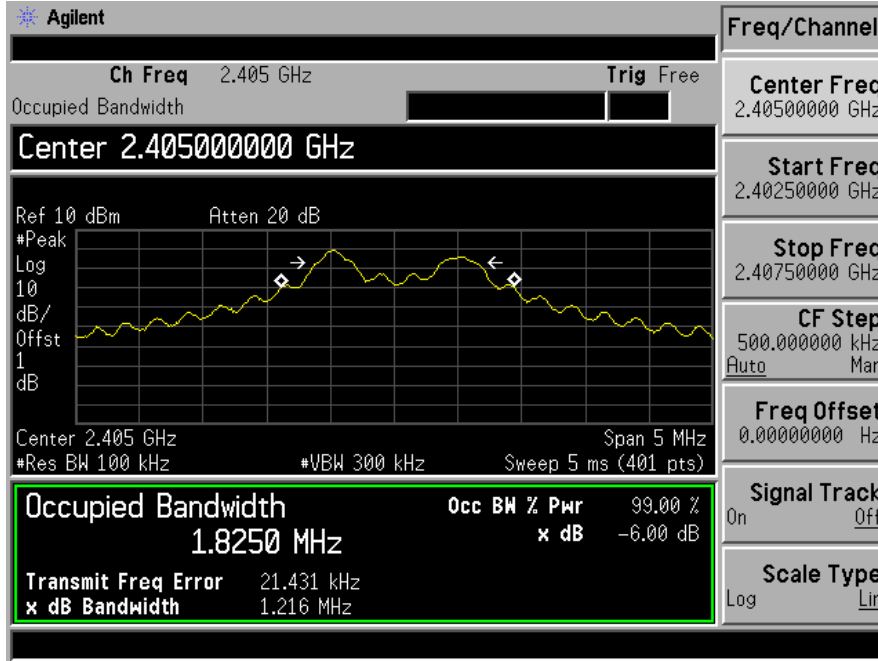 Agilent
Freq/Channel
Ch Freq 2.405 GHz Trig Free
Occupied Bandwidth
Center Freq
2.40500000 GHz
Center 2.405000000 GHz
Start Freq
2.40250000 GHz
Ref 10 dBm Atten 20 dB
#Peak
Log
10
dB/
Offst
1
dB
Stop Freq
2.40750000 GHz
CF Step
500.000000 kHz
Auto Man
Center 2.405 GHz Span 5 MHz
#Res BW 100 kHz #VBW 300 kHz Sweep 5 ms (401 pts)
Freq Offset
0.00000000 Hz
Occupied Bandwidth Occ BW % Pwr 99.00 %
1.8250 MHz x dB -6.00 dB
Transmit Freq Error 21.431 kHz
x dB Bandwidth 1.216 MHz
Signal Track
On Off
Scale Type
Log Lin